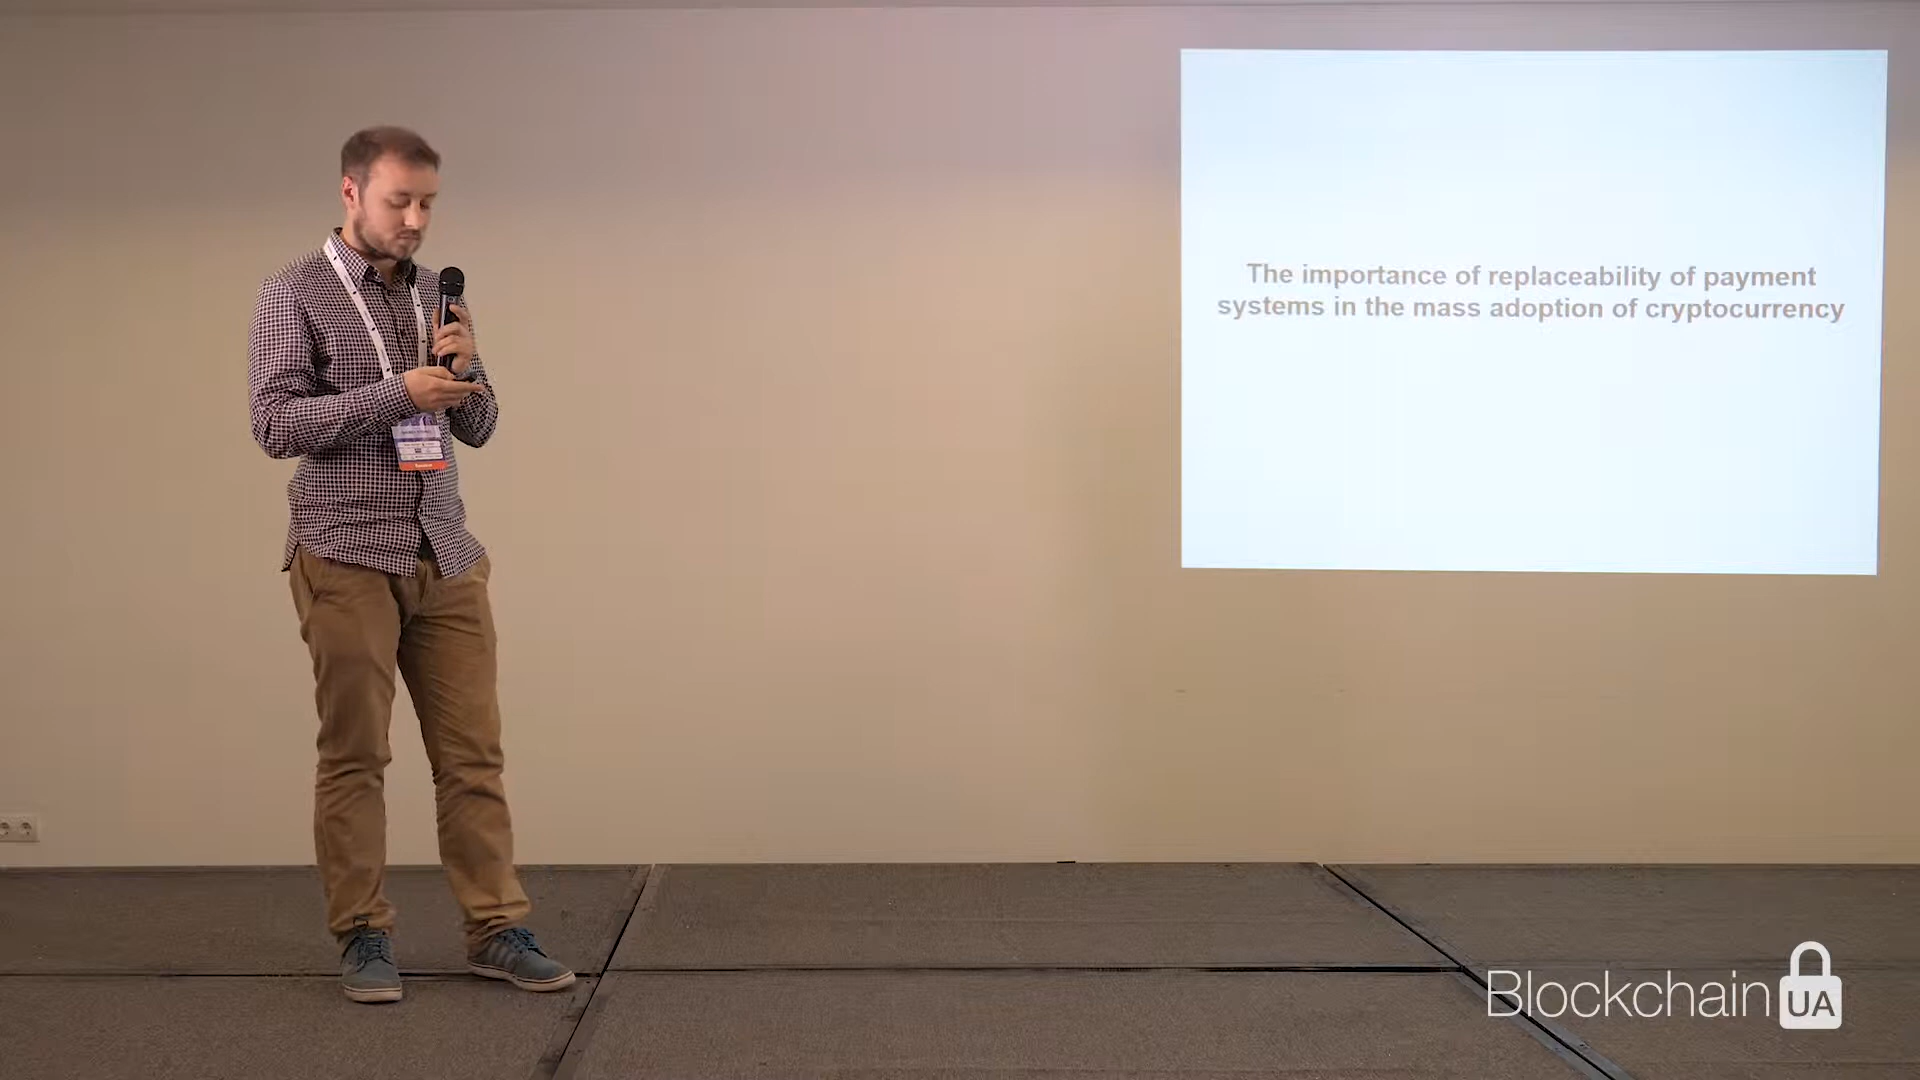 The importance of replaceability of payment
systems in the mass adoption of cryptocurrency
Blockchain UA